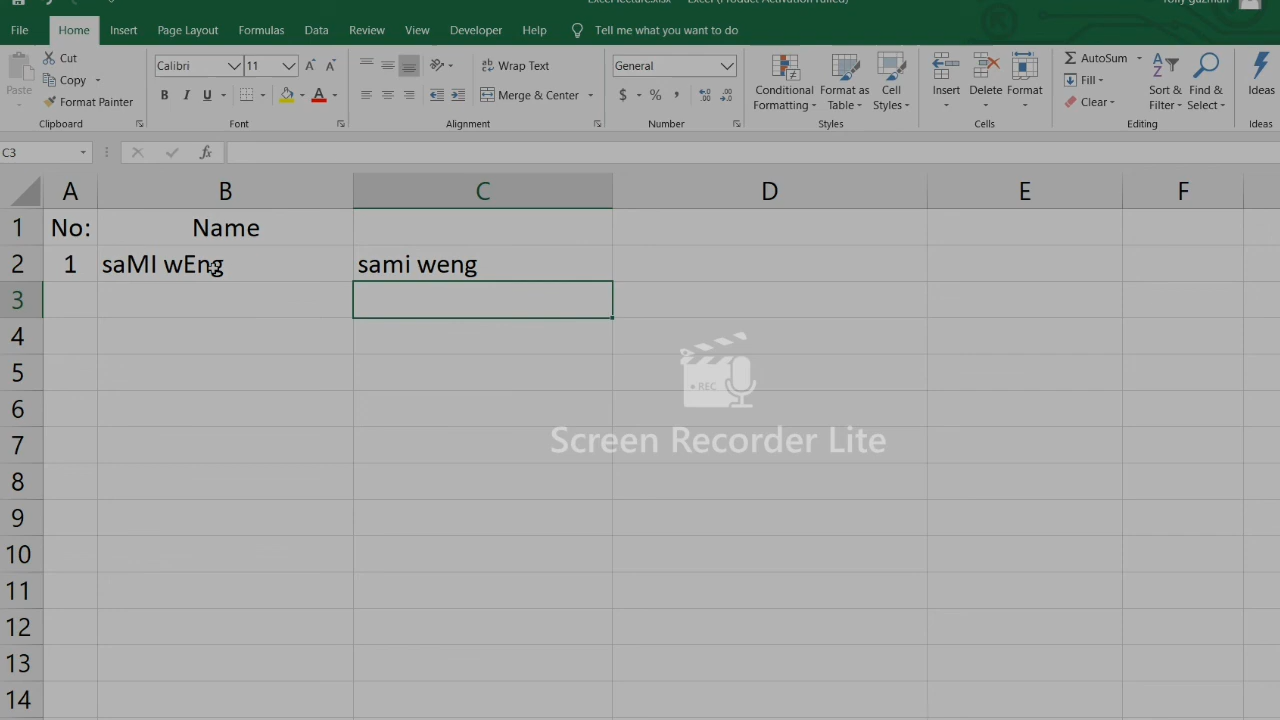 File Home Insert Page Layout Formulas Data Review View Developer Help Tell me what you want to do
Paste
Cut
Copy
Format Painter
Clipboard
Calibri 11 A A
B I U A
Font
Wrap Text
Merge & Center
Alignment
General
$ % ,
Number
Conditional
Formatting
Format as
Table
Cell
Styles
Styles
Insert
Delete
Format
Cells
AutoSum
Fill
Clear
Sort &
Filter
Find &
Select
Editing
Ideas
Ideas
C3 fx
A B C D E F
1 No: Name
2 1 saMI wEng sami weng
3
4
5
6
7
8
9
10
11
12
13
14
REC
Screen Recorder Lite